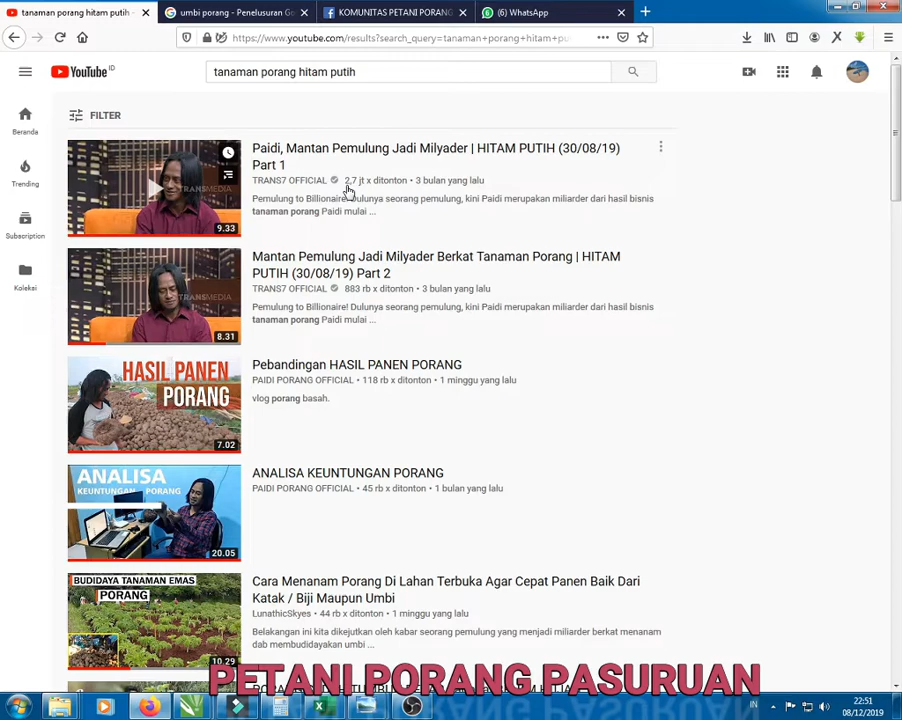 tanaman porang hitam putih
umbi porang - Penelusuran Go
KOMUNITAS PETANI PORANG
(6) WhatsApp
https://www.youtube.com/results?search_query=tanaman+porang+hitam+pu
YouTube ID
tanaman porang hitam putih
Beranda
Trending
Subscription
Koleksi
FILTER
TRANSMEDIA
9.33
Paidi, Mantan Pemulung Jadi Milyader | HITAM PUTIH (30/08/19)
Part 1
TRANS7 OFFICIAL 2,7 jt x ditonton • 3 bulan yang lalu
Pemulung to Billionaire! Dulunya seorang pemulung, kini Paidi merupakan miliarder dari hasil bisnis
tanaman porang Paidi mulai ...
TRANSMEDIA
8.31
Mantan Pemulung Jadi Milyader Berkat Tanaman Porang | HITAM
PUTIH (30/08/19) Part 2
TRANS7 OFFICIAL 883 rb x ditonton • 3 bulan yang lalu
Pemulung to Billionaire! Dulunya seorang pemulung, kini Paidi merupakan miliarder dari hasil bisnis
tanaman porang Paidi mulai ...
HASIL PANEN
PORANG
7.02
Pebandingan HASIL PANEN PORANG
PAIDI PORANG OFFICIAL • 118 rb x ditonton • 1 minggu yang lalu
vlog porang basah.
ANALISA
KEUNTUNGAN PORANG
20.05
ANALISA KEUNTUNGAN PORANG
PAIDI PORANG OFFICIAL • 45 rb x ditonton • 1 bulan yang lalu
BUDIDAYA TANAMAN EMAS
PORANG
10.29
Cara Menanam Porang Di Lahan Terbuka Agar Cepat Panen Baik Dari
Katak / Biji Maupun Umbi
LunathicSkyes • 44 rb x ditonton • 1 minggu yang lalu
Belakangan ini kita dikejutkan oleh kabar seorang pemulung yang menjadi miliarder berkat menanam
dab membudidayakan umbi ...
PETANI PORANG PASURUAN
IN
22:51
08/12/2019